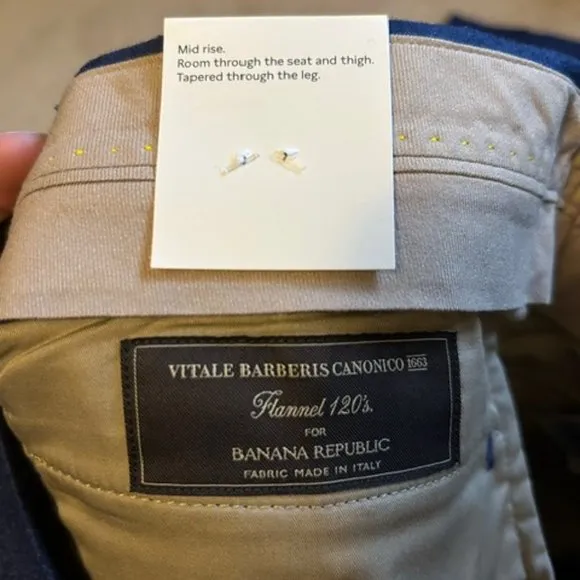 Mid rise.
Room through the seat and thigh.
Tapered through the leg.
VITALE BARBERIS CANONICO 1663
Flannel 120's.
FOR
BANANA REPUBLIC
FABRIC MADE IN ITALY